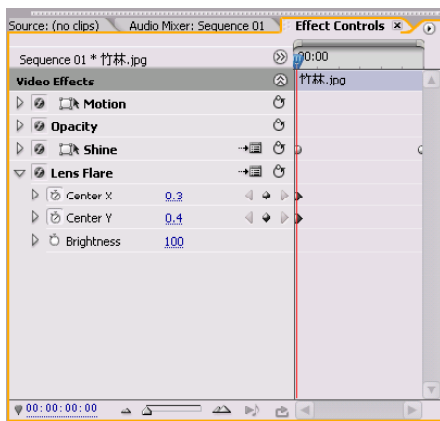 Source: (no clips) Audio Mixer: Sequence 01 Effect Controls
Sequence 01 * 竹林.jpg 00:00
Video Effects 竹林.jpg
Motion
Opacity
Shine
Lens Flare
Center X 0.3
Center Y 0.4
Brightness 100
00:00:00:00